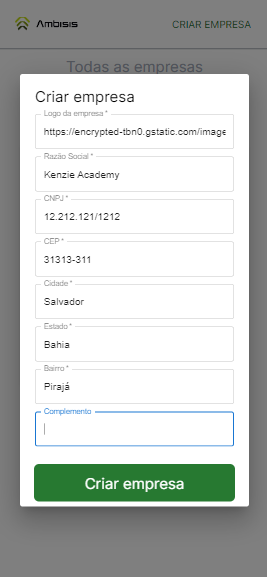 Ambisis
CRIAR EMPRESA
Todas as empresas
Criar empresa
Logo da empresa *
https://encrypted-tbn0.gstatic.com/image
Razão Social *
Kenzie Academy
CNPJ *
12.212.121/1212
CEP *
31313-311
Cidade *
Salvador
Estado *
Bahia
Bairro *
Pirajá
Complemento
Criar empresa